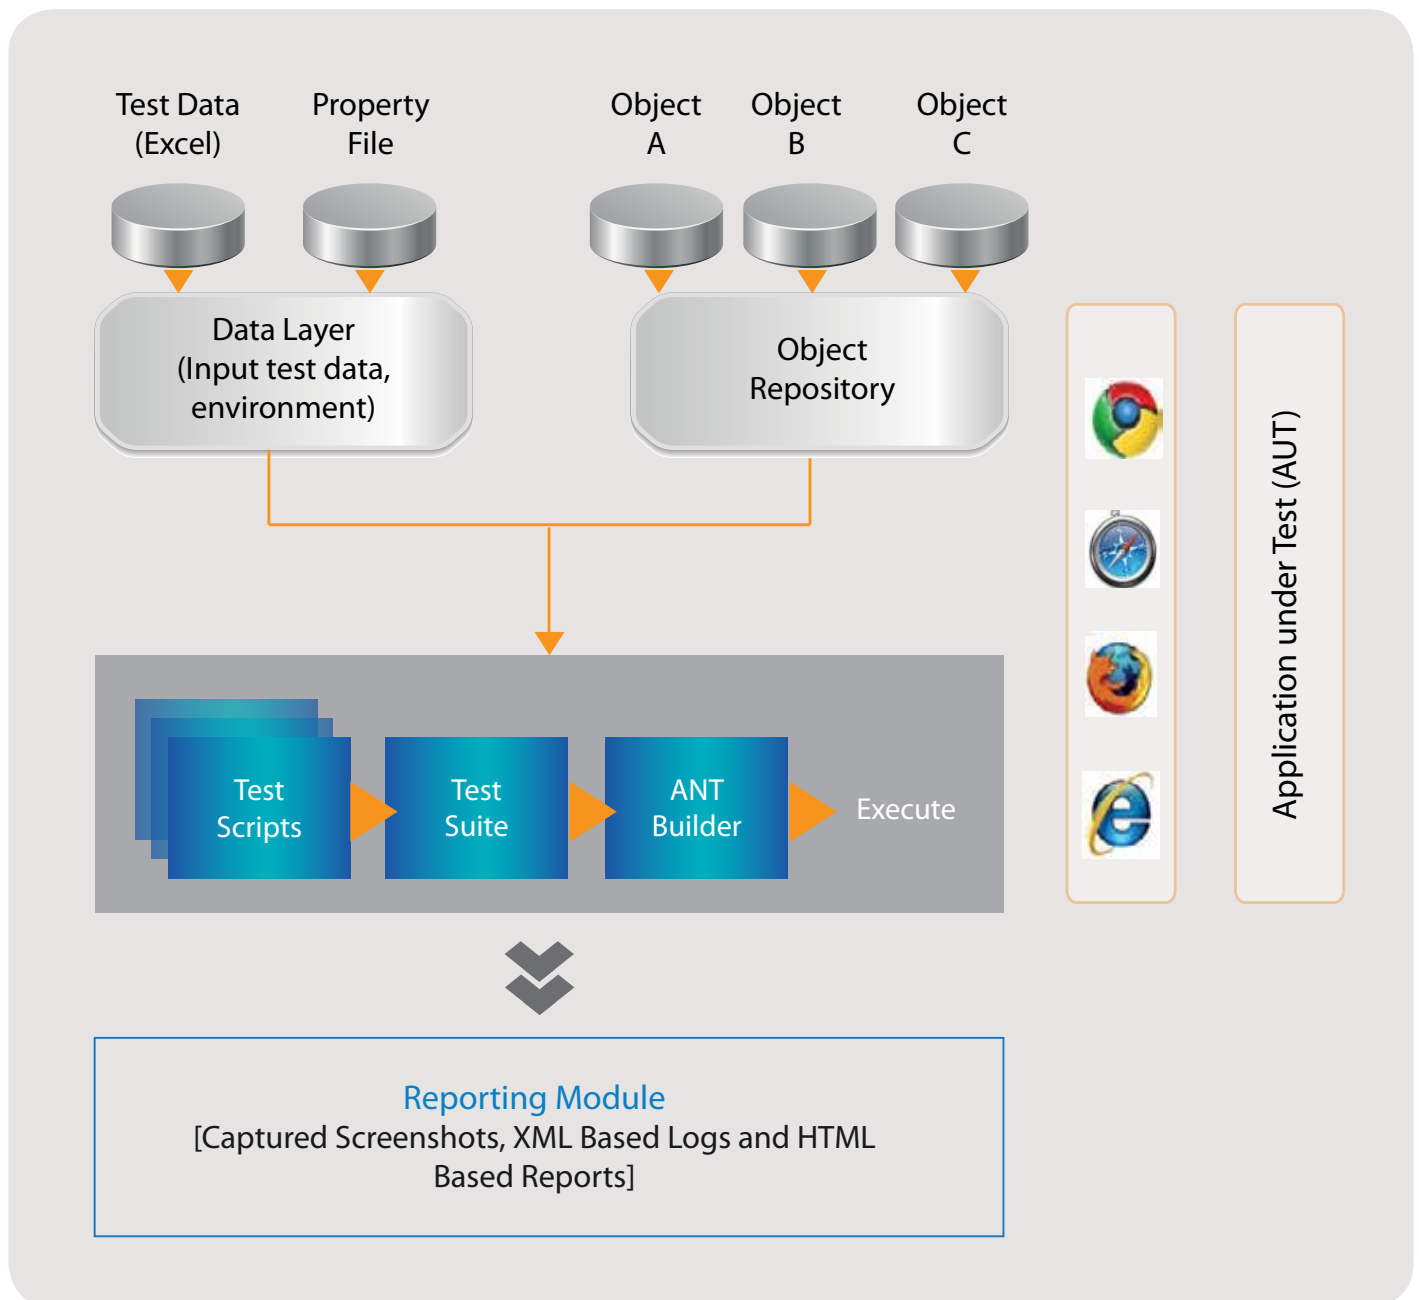 Test Data
(Excel)
Property
File
Object
A
Object
B
Object
C
Data Layer
(Input test data,
environment)
Object
Repository
Application under Test (AUT)
Test
Scripts
Test
Suite
ANT
Builder
Execute
Reporting Module
[Captured Screenshots, XML Based Logs and HTML
Based Reports]